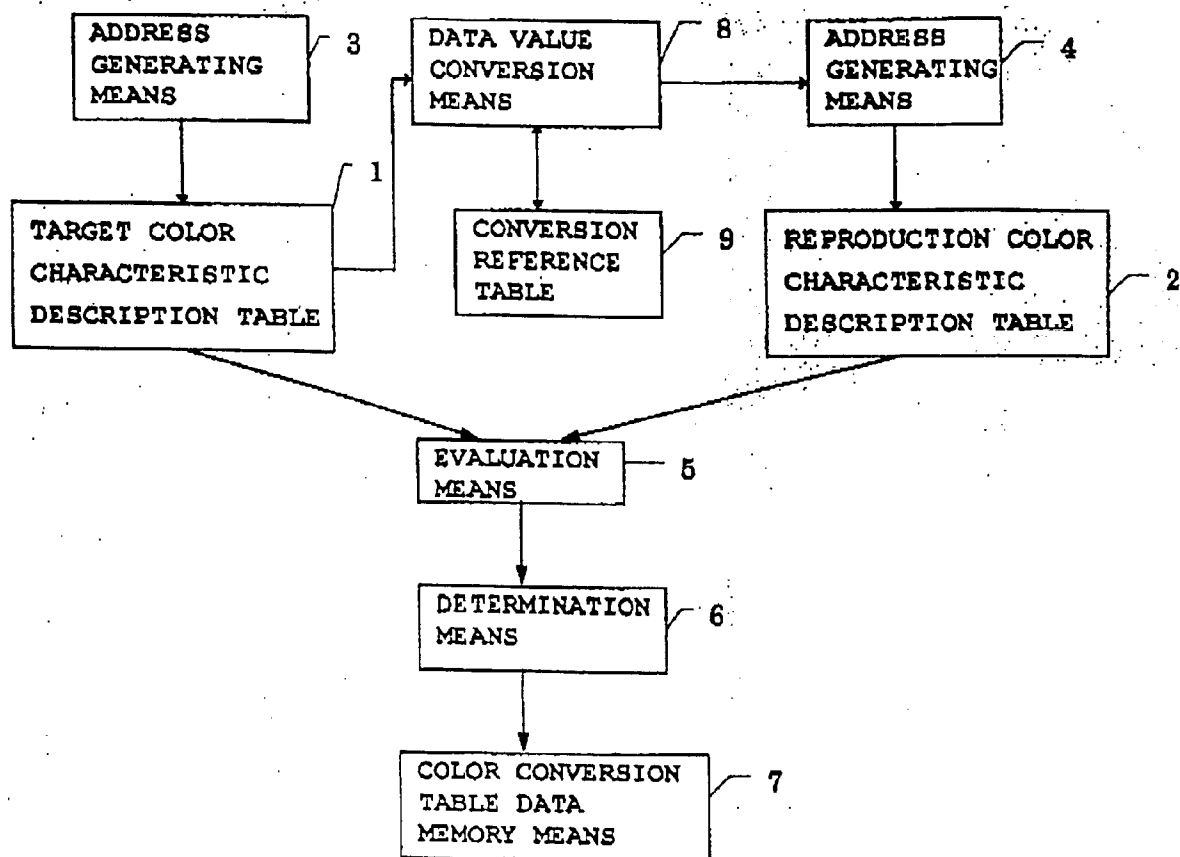 ADDRESS
GENERATING
MEANS
3
DATA VALUE
CONVERSION
MEANS
8
ADDRESS
GENERATING
MEANS
4
TARGET COLOR
CHARACTERISTIC
DESCRIPTION TABLE
1
CONVERSION
REFERENCE
TABLE
9
REPRODUCTION COLOR
CHARACTERISTIC
DESCRIPTION TABLE
2
EVALUATION
MEANS
5
DETERMINATION
MEANS
6
COLOR CONVERSION
TABLE DATA
MEMORY MEANS
7